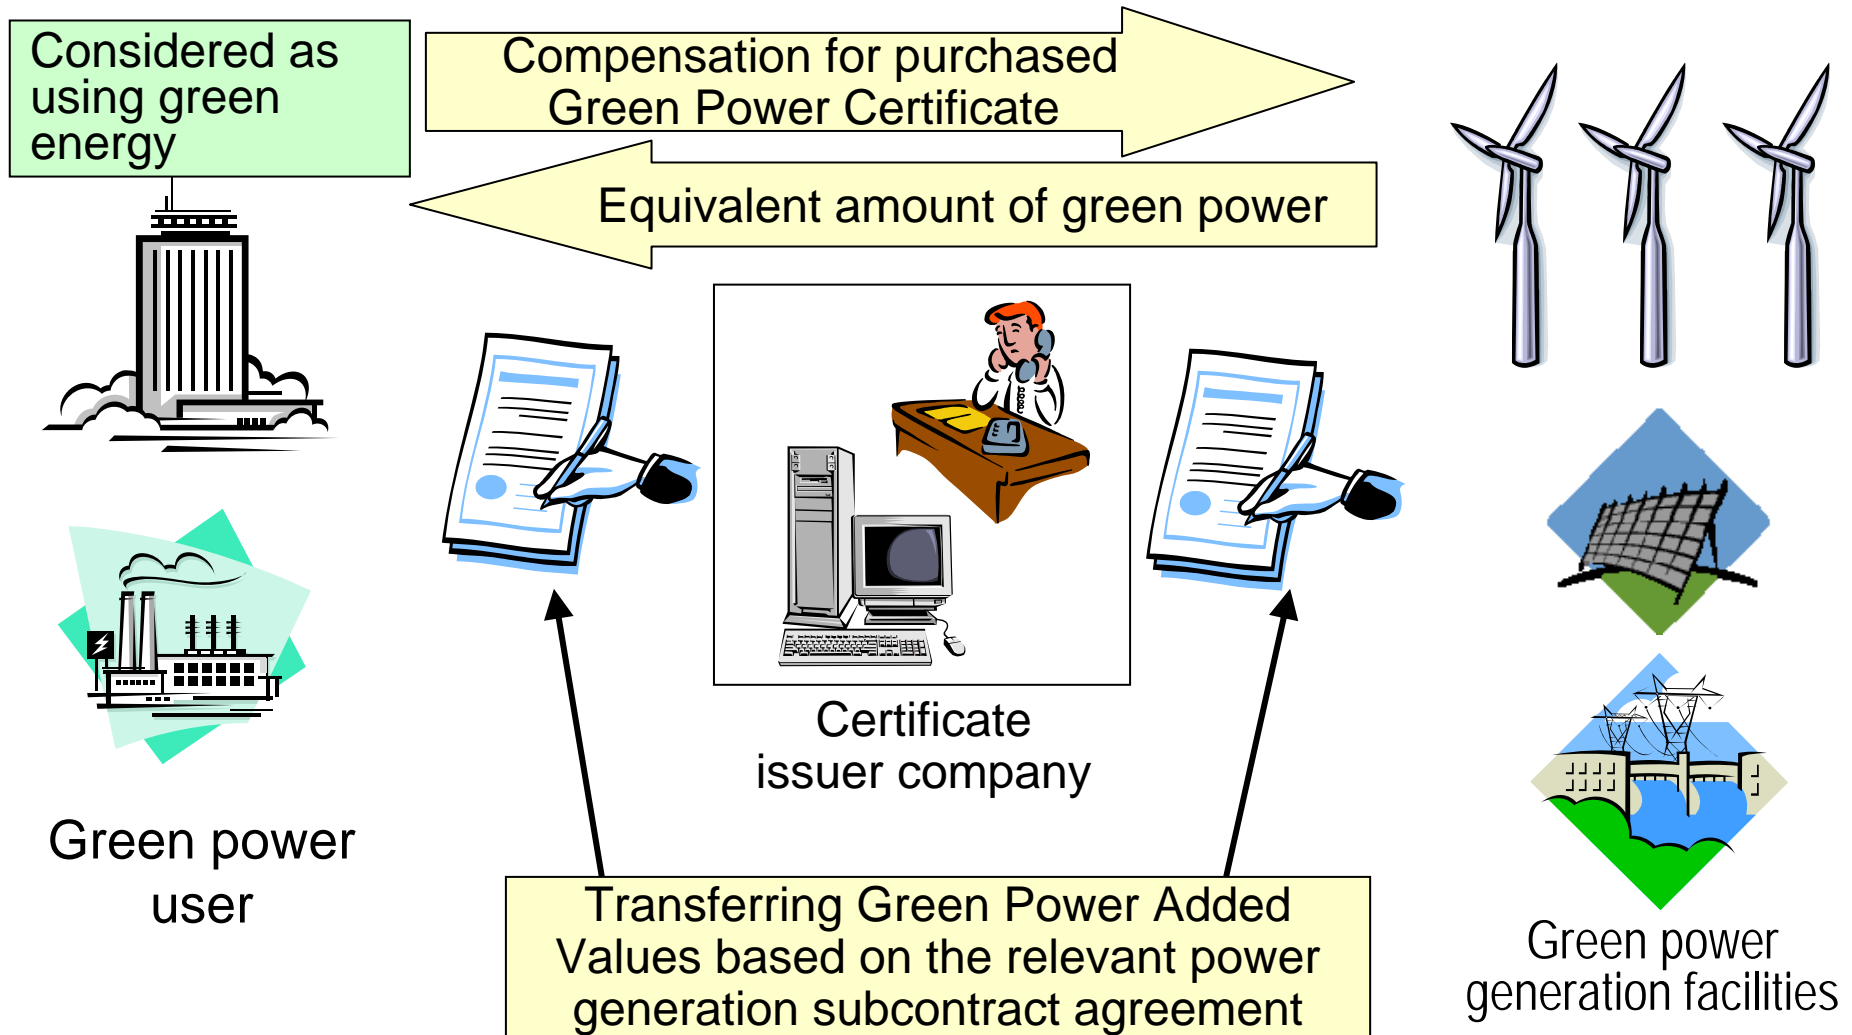 Considered as
using green
energy
Compensation for purchased
Green Power Certificate
Equivalent amount of green power
Certificate
issuer company
Green power
user
Transferring Green Power Added
Values based on the relevant power
generation subcontract agreement
Green power
generation facilities